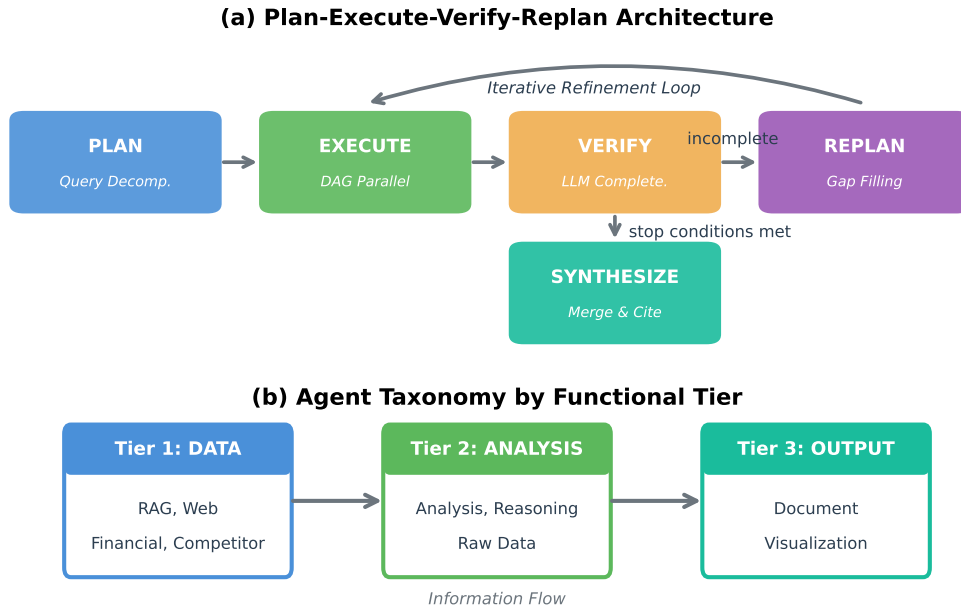 (a) Plan-Execute-Verify-Replan Architecture
Iterative Refinement Loop
PLAN
Query Decomp.
EXECUTE
DAG Parallel
VERIFY
LLM Complete.
incomplete
REPLAN
Gap Filling
stop conditions met
SYNTHESIZE
Merge & Cite
(b) Agent Taxonomy by Functional Tier
Tier 1: DATA
RAG, Web
Financial, Competitor
Tier 2: ANALYSIS
Analysis, Reasoning
Raw Data
Tier 3: OUTPUT
Document
Visualization
Information Flow